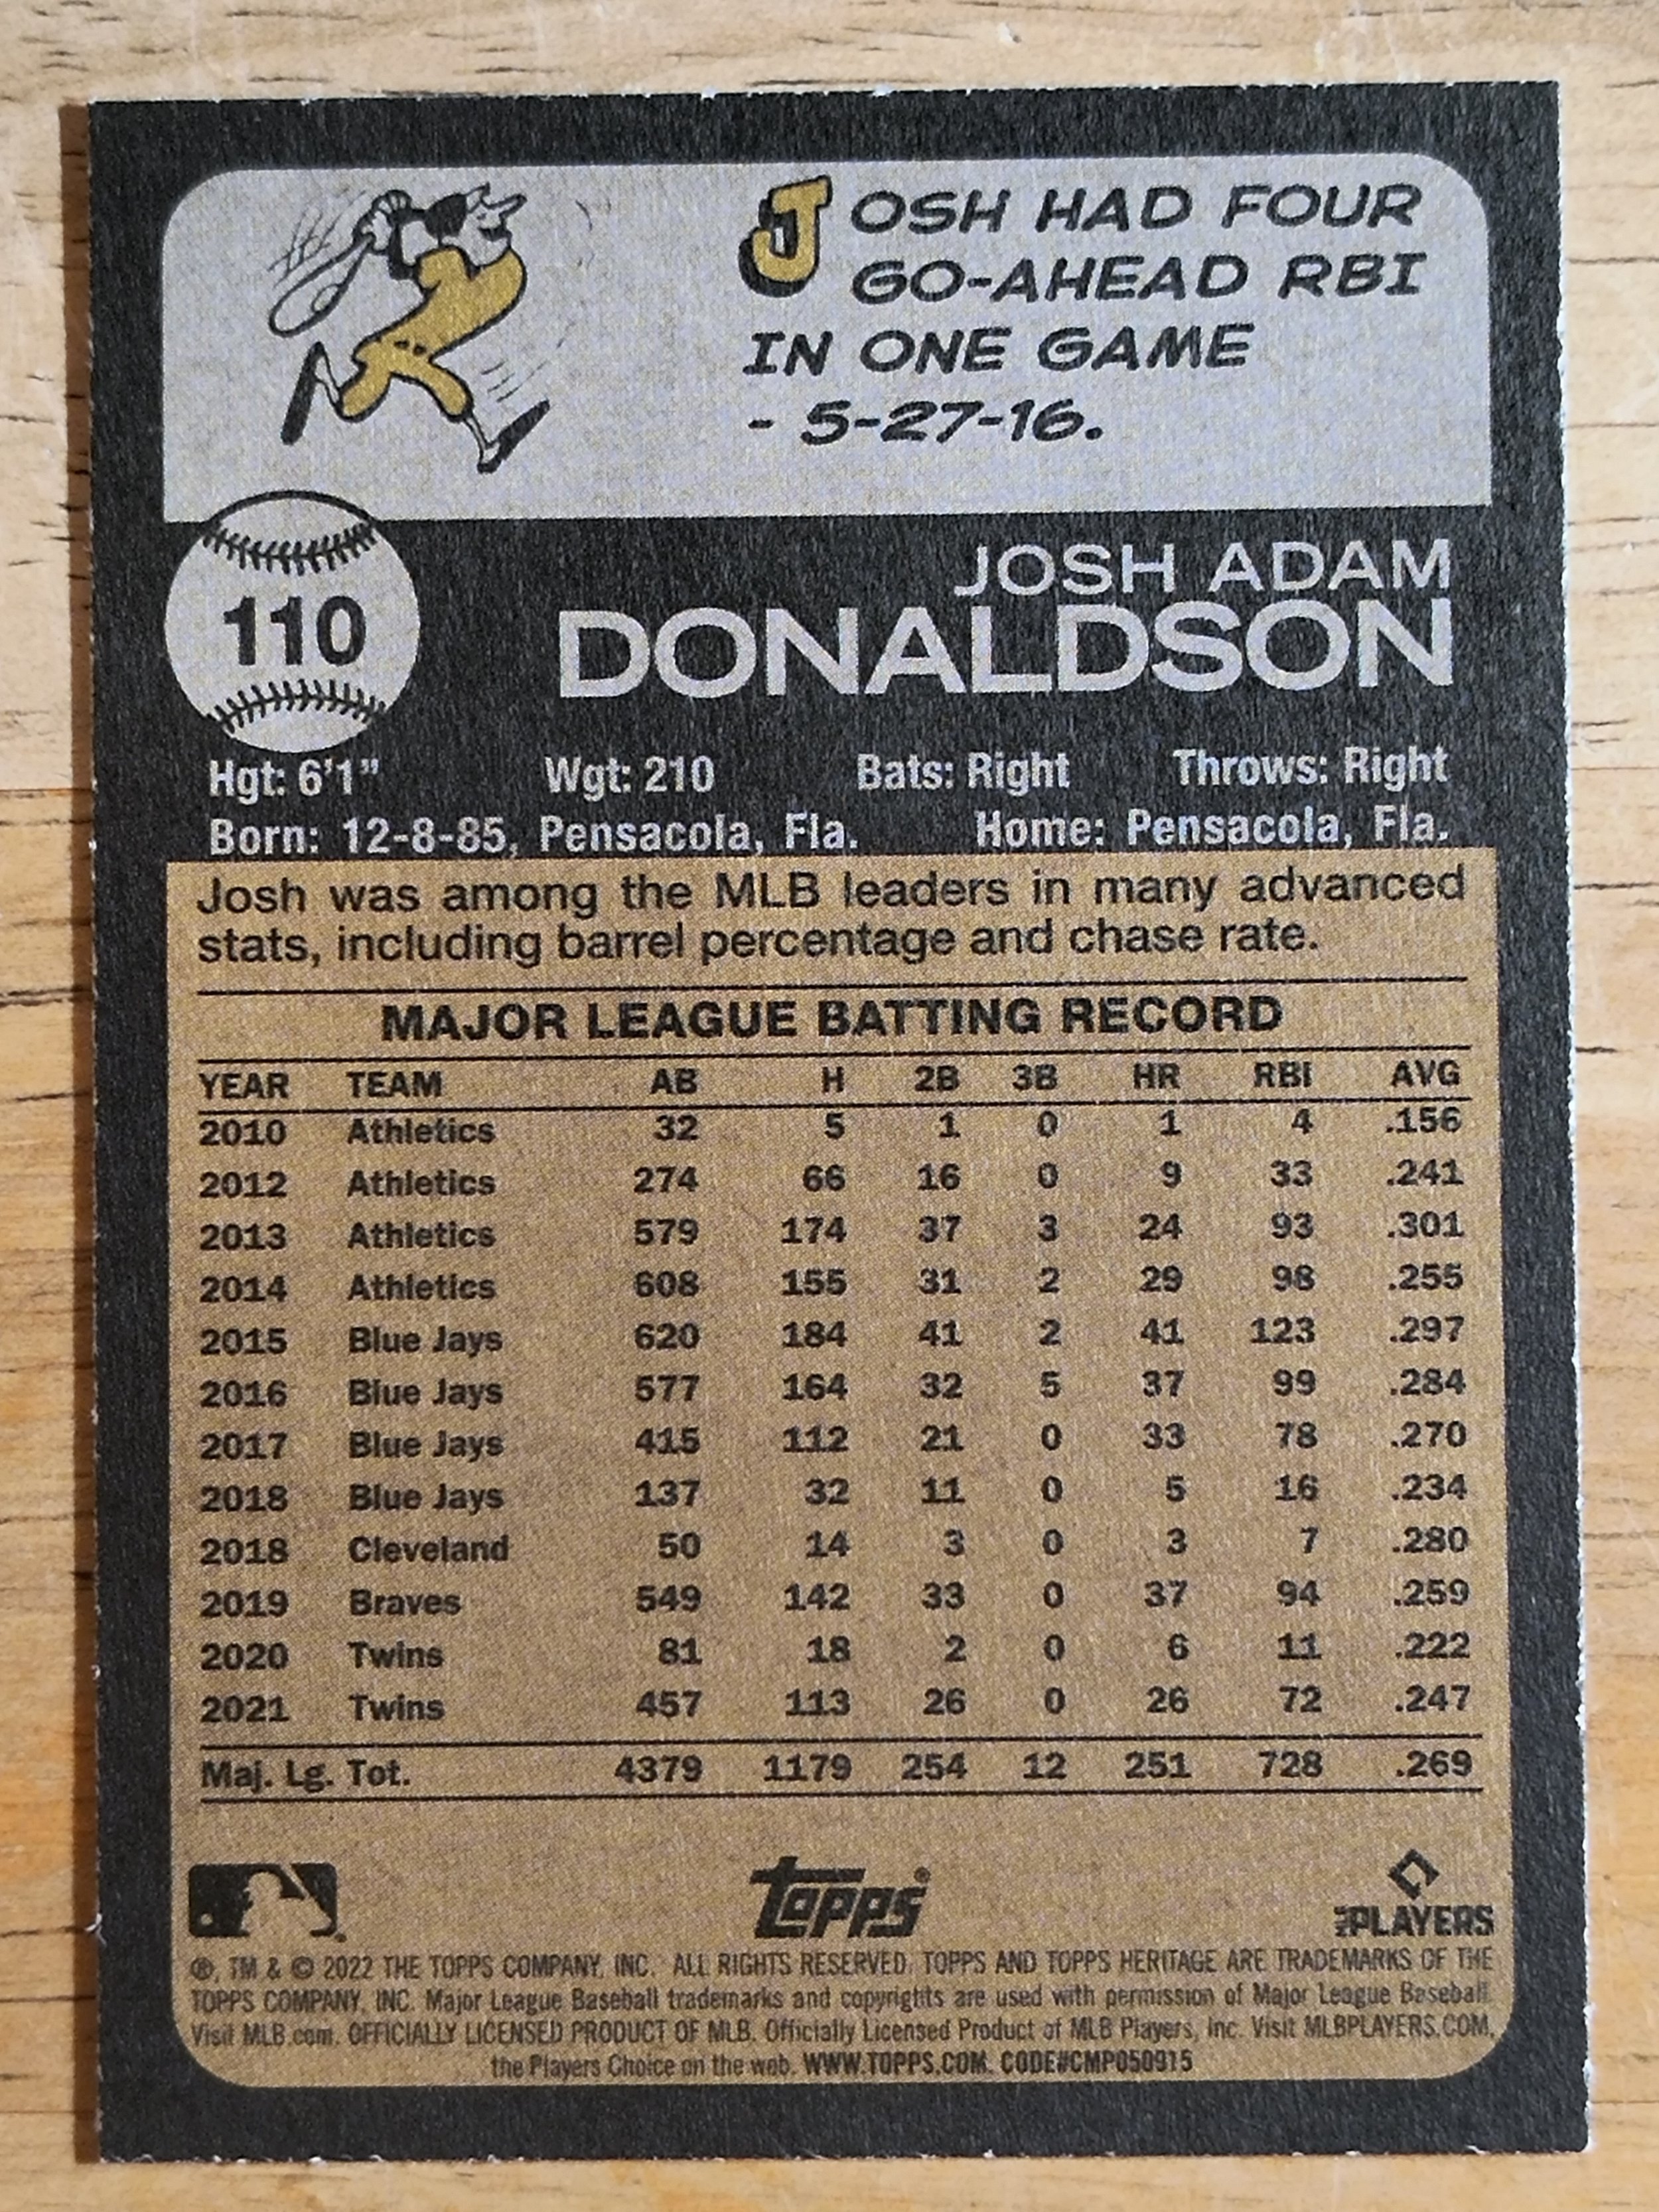 JOSH HAD FOUR
GO-AHEAD RBI
IN ONE GAME
- 5-27-16.
110
JOSH ADAM
DONALDSON
Hgt: 6'1" Wgt: 210 Bats: Right Throws: Right
Born: 12-8-85, Pensacola, Fla. Home: Pensacola, Fla.
Josh was among the MLB leaders in many advanced
stats, including barrel percentage and chase rate.
MAJOR LEAGUE BATTING RECORD
YEAR TEAM AB H 2B 3B HR RBI AVG
2010 Athletics 32 5 1 0 1 4 .156
2012 Athletics 274 66 16 0 9 33 .241
2013 Athletics 579 174 37 3 24 93 .301
2014 Athletics 608 155 31 2 29 98 .255
2015 Blue Jays 620 184 41 2 41 123 .297
2016 Blue Jays 577 164 32 5 37 99 .284
2017 Blue Jays 415 112 21 0 33 78 .270
2018 Blue Jays 137 32 11 0 5 16 .234
2018 Cleveland 50 14 3 0 3 7 .280
2019 Braves 549 142 33 0 37 94 .259
2020 Twins 81 18 2 0 6 11 .222
2021 Twins 457 113 26 0 26 72 .247
Maj. Lg. Tot. 4379 1179 254 12 251 728 .269
topps
PLAYERS
®, TM & © 2022 THE TOPPS COMPANY, INC. ALL RIGHTS RESERVED. TOPPS AND TOPPS HERITAGE ARE TRADEMARKS OF THE
TOPPS COMPANY, INC. Major League Baseball trademarks and copyrights are used with permission of Major League Baseball.
Visit MLB.com. OFFICIALLY LICENSED PRODUCT OF MLB. Officially Licensed Product of MLB Players, Inc. Visit MLBPLAYERS.COM,
the Players Choice on the web. WWW.TOPPS.COM. CODE#CMP050915